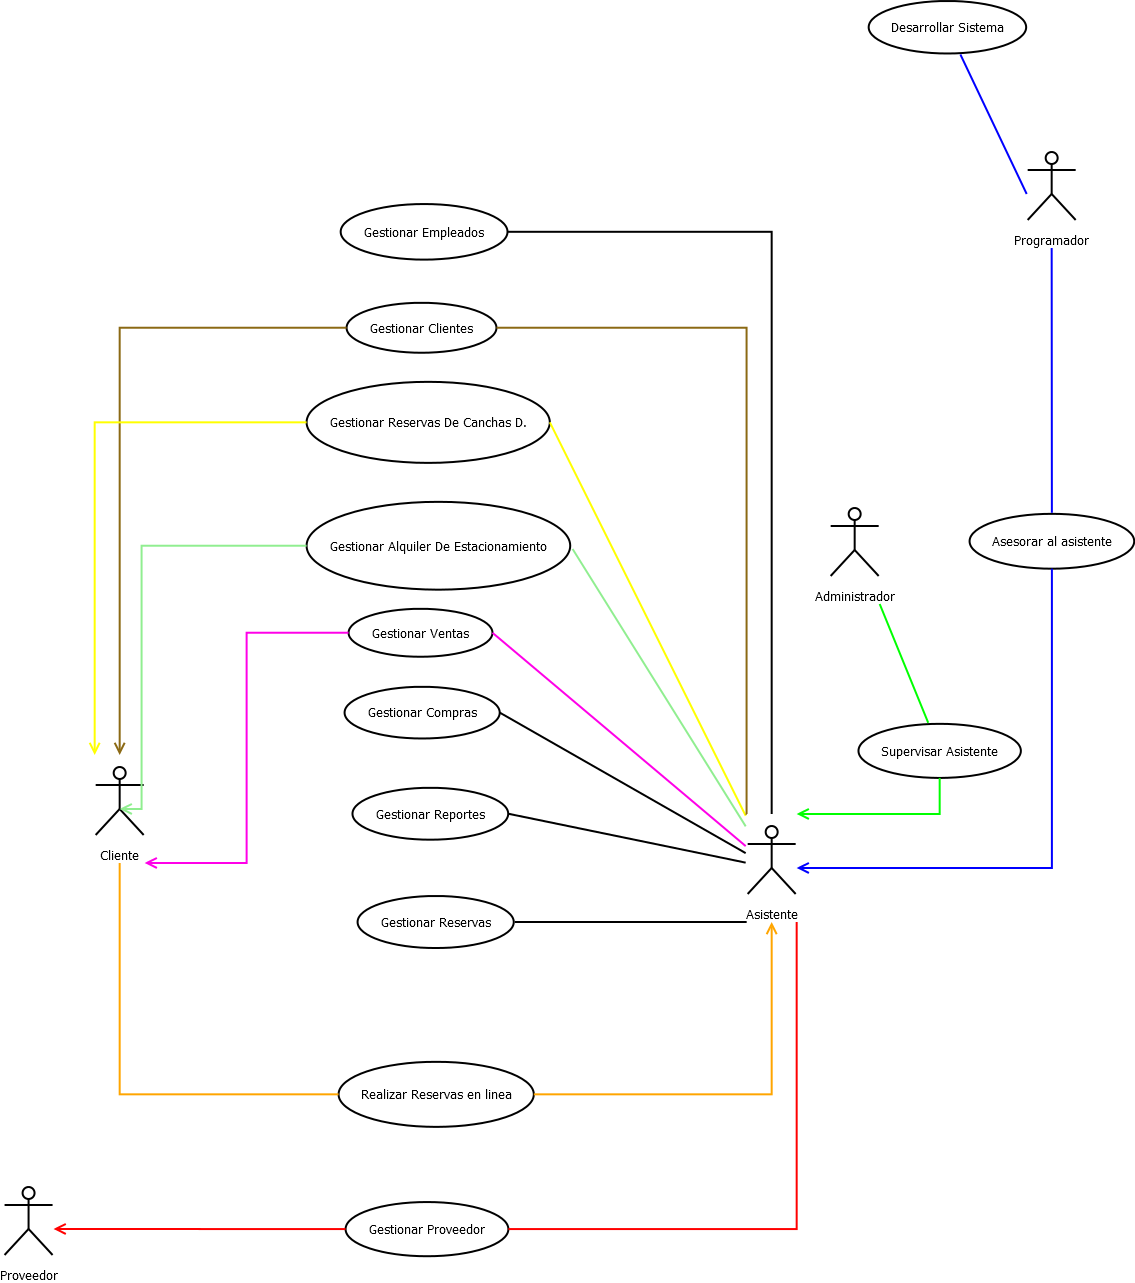 Desarrollar Sistema
Programador
Gestionar Empleados
Gestionar Clientes
Gestionar Reservas De Canchas D.
Gestionar Alquiler De Estacionamiento
Asesorar al asistente
Administrador
Gestionar Ventas
Gestionar Compras
Supervisar Asistente
Gestionar Reportes
Cliente
Asistente
Gestionar Reservas
Realizar Reservas en linea
Gestionar Proveedor
Proveedor